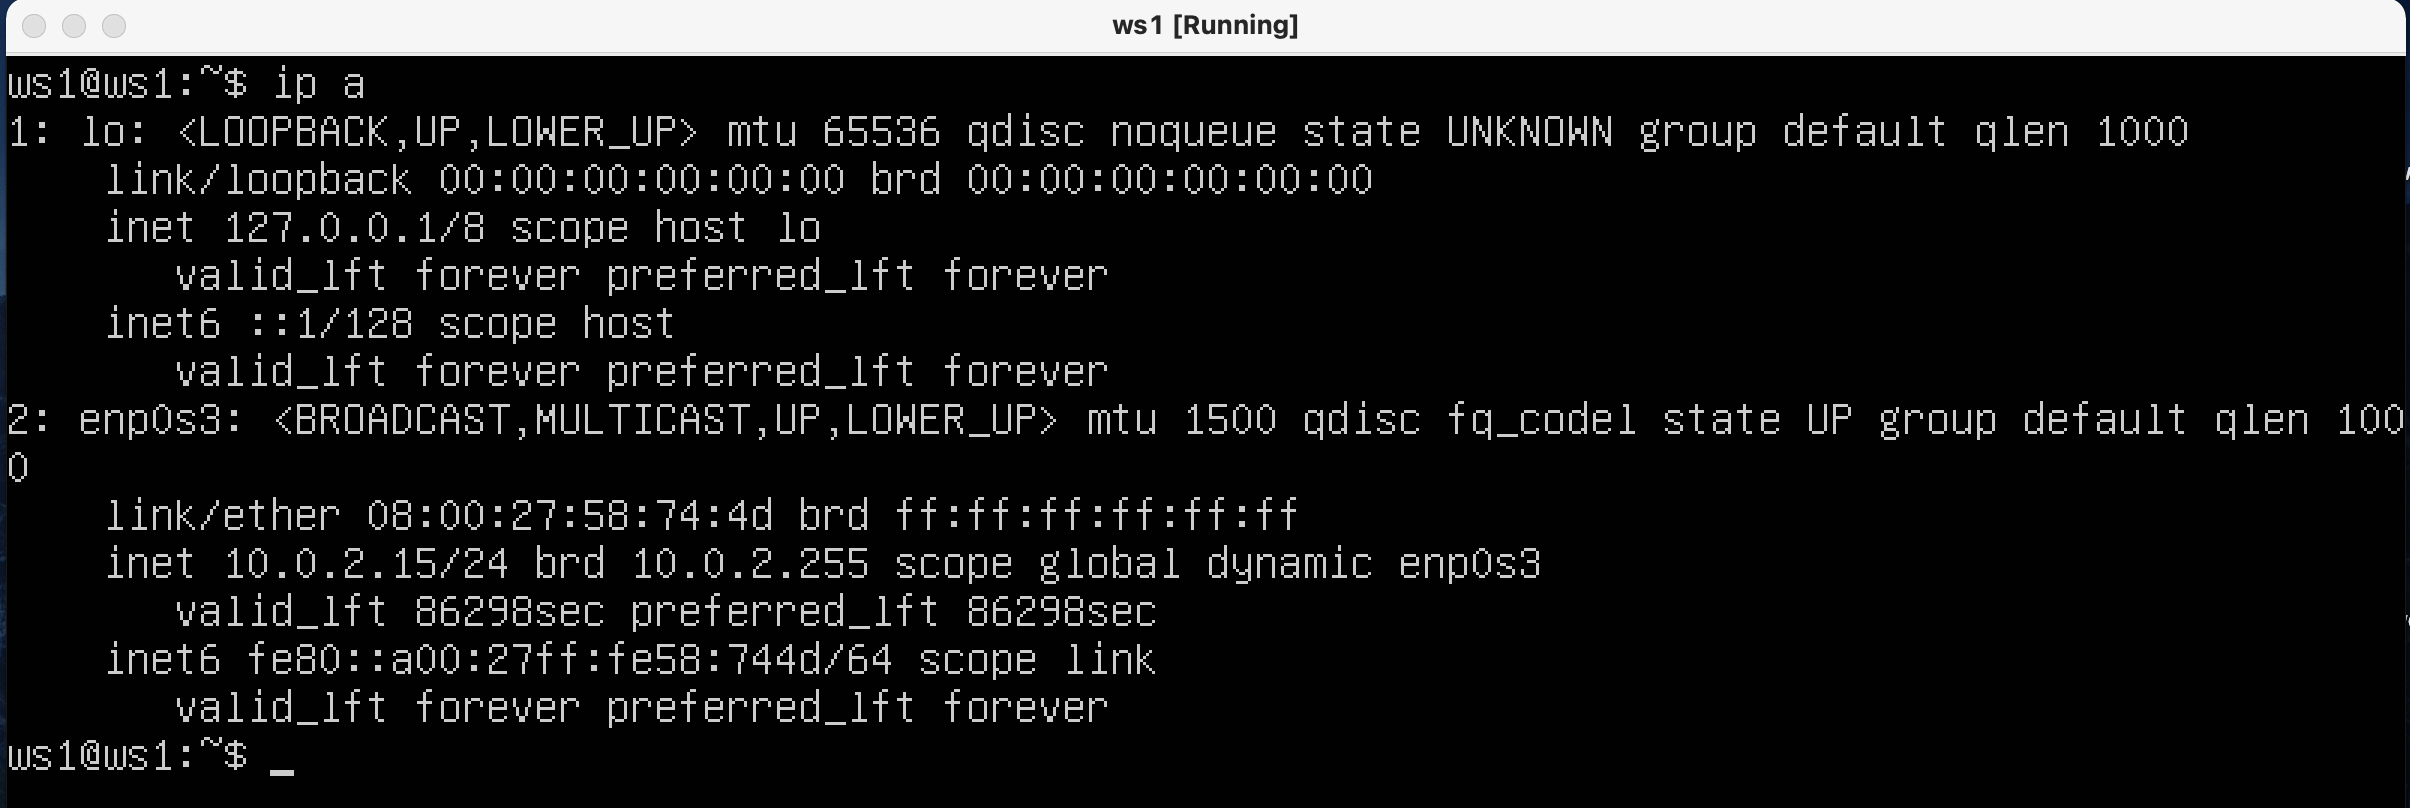 ws1 [Running]
ws1@ws1:~$ ip a
1: lo: <LOOPBACK,UP,LOWER_UP> mtu 65536 qdisc noqueue state UNKNOWN group default qlen 1000
    link/loopback 00:00:00:00:00:00 brd 00:00:00:00:00:00
    inet 127.0.0.1/8 scope host lo
       valid_lft forever preferred_lft forever
    inet6 ::1/128 scope host
       valid_lft forever preferred_lft forever
2: enp0s3: <BROADCAST,MULTICAST,UP,LOWER_UP> mtu 1500 qdisc fq_codel state UP group default qlen 100
0
    link/ether 08:00:27:58:74:4d brd ff:ff:ff:ff:ff:ff
    inet 10.0.2.15/24 brd 10.0.2.255 scope global dynamic enp0s3
       valid_lft 86298sec preferred_lft 86298sec
    inet6 fe80::a00:27ff:fe58:744d/64 scope link
       valid_lft forever preferred_lft forever
ws1@ws1:~$ _